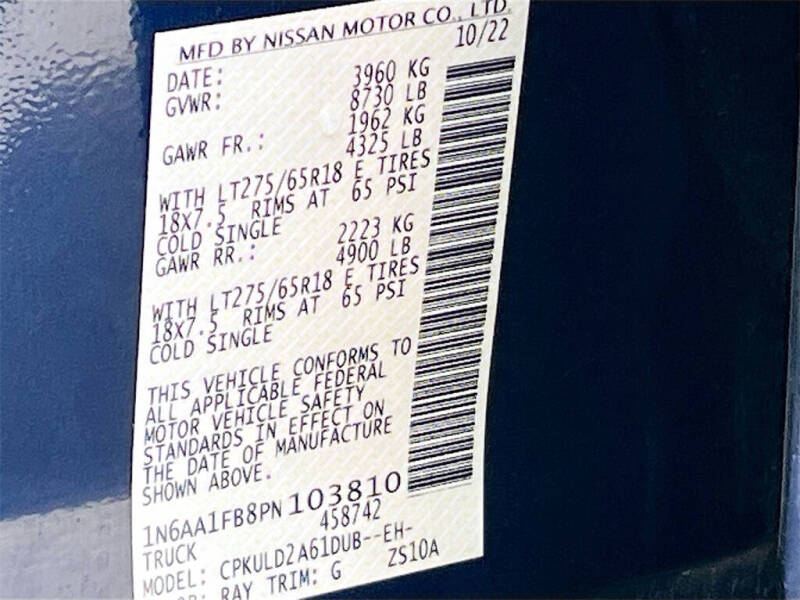 MFD BY NISSAN MOTOR CO., LTD.
DATE: 10/22
GVWR: 3960 KG
8730 LB
GAWR FR.: 1962 KG
4325 LB
WITH LT275/65R18 E TIRES
18X7.5 RIMS AT 65 PSI
COLD SINGLE
GAWR RR.: 2223 KG
4900 LB
WITH LT275/65R18 E TIRES
18X7.5 RIMS AT 65 PSI
COLD SINGLE
THIS VEHICLE CONFORMS TO
ALL APPLICABLE FEDERAL
MOTOR VEHICLE SAFETY
STANDARDS IN EFFECT ON
THE DATE OF MANUFACTURE
SHOWN ABOVE.
1N6AA1FB8PN103810
TRUCK 458742
MODEL: CPKULD2A61DUB--EH-
RAY TRIM: G ZS10A